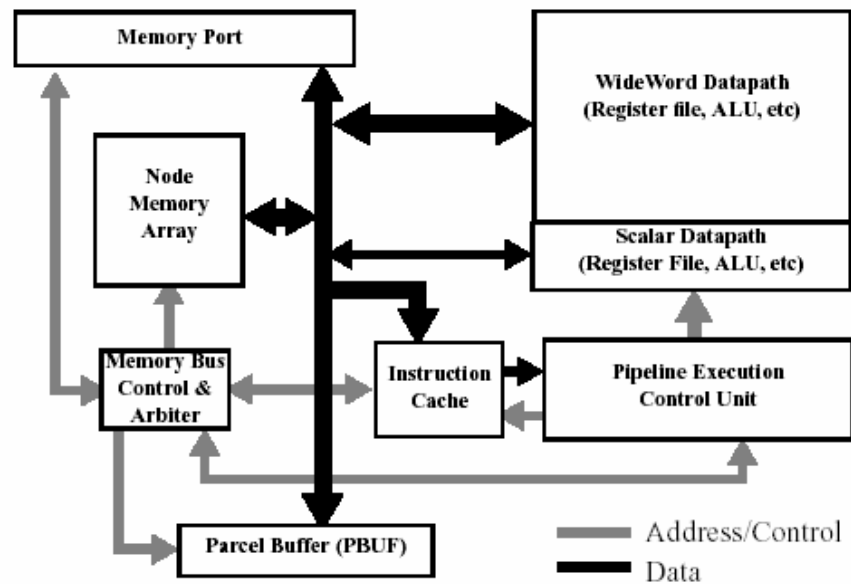 Memory Port
WideWord Datapath
(Register file, ALU, etc)
Node
Memory
Array
Scalar Datapath
(Register File, ALU, etc)
Memory Bus
Control &
Arbiter
Instruction
Cache
Pipeline Execution
Control Unit
Parcel Buffer (PBUF)
Address/Control
Data